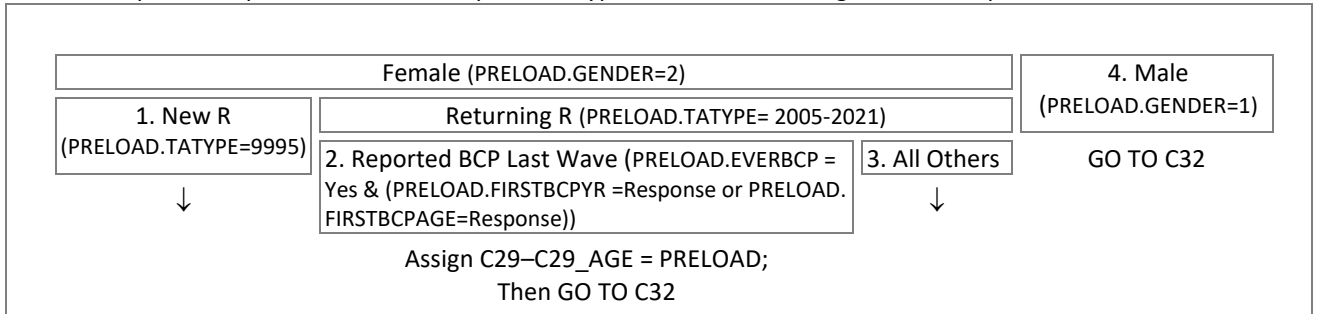 Female (PRELOAD.GENDER=2)
4. Male
(PRELOAD.GENDER=1)
1. New R
(PRELOAD.TATYPE=9995)
Returning R (PRELOAD.TATYPE= 2005-2021)
2. Reported BCP Last Wave (PRELOAD.EVERBCP =
Yes & (PRELOAD.FIRSTBCPYR =Response or PRELOAD.
FIRSTBCPAGE=Response))
3. All Others
GO TO C32
↓
↓
Assign C29–C29_AGE = PRELOAD;
Then GO TO C32